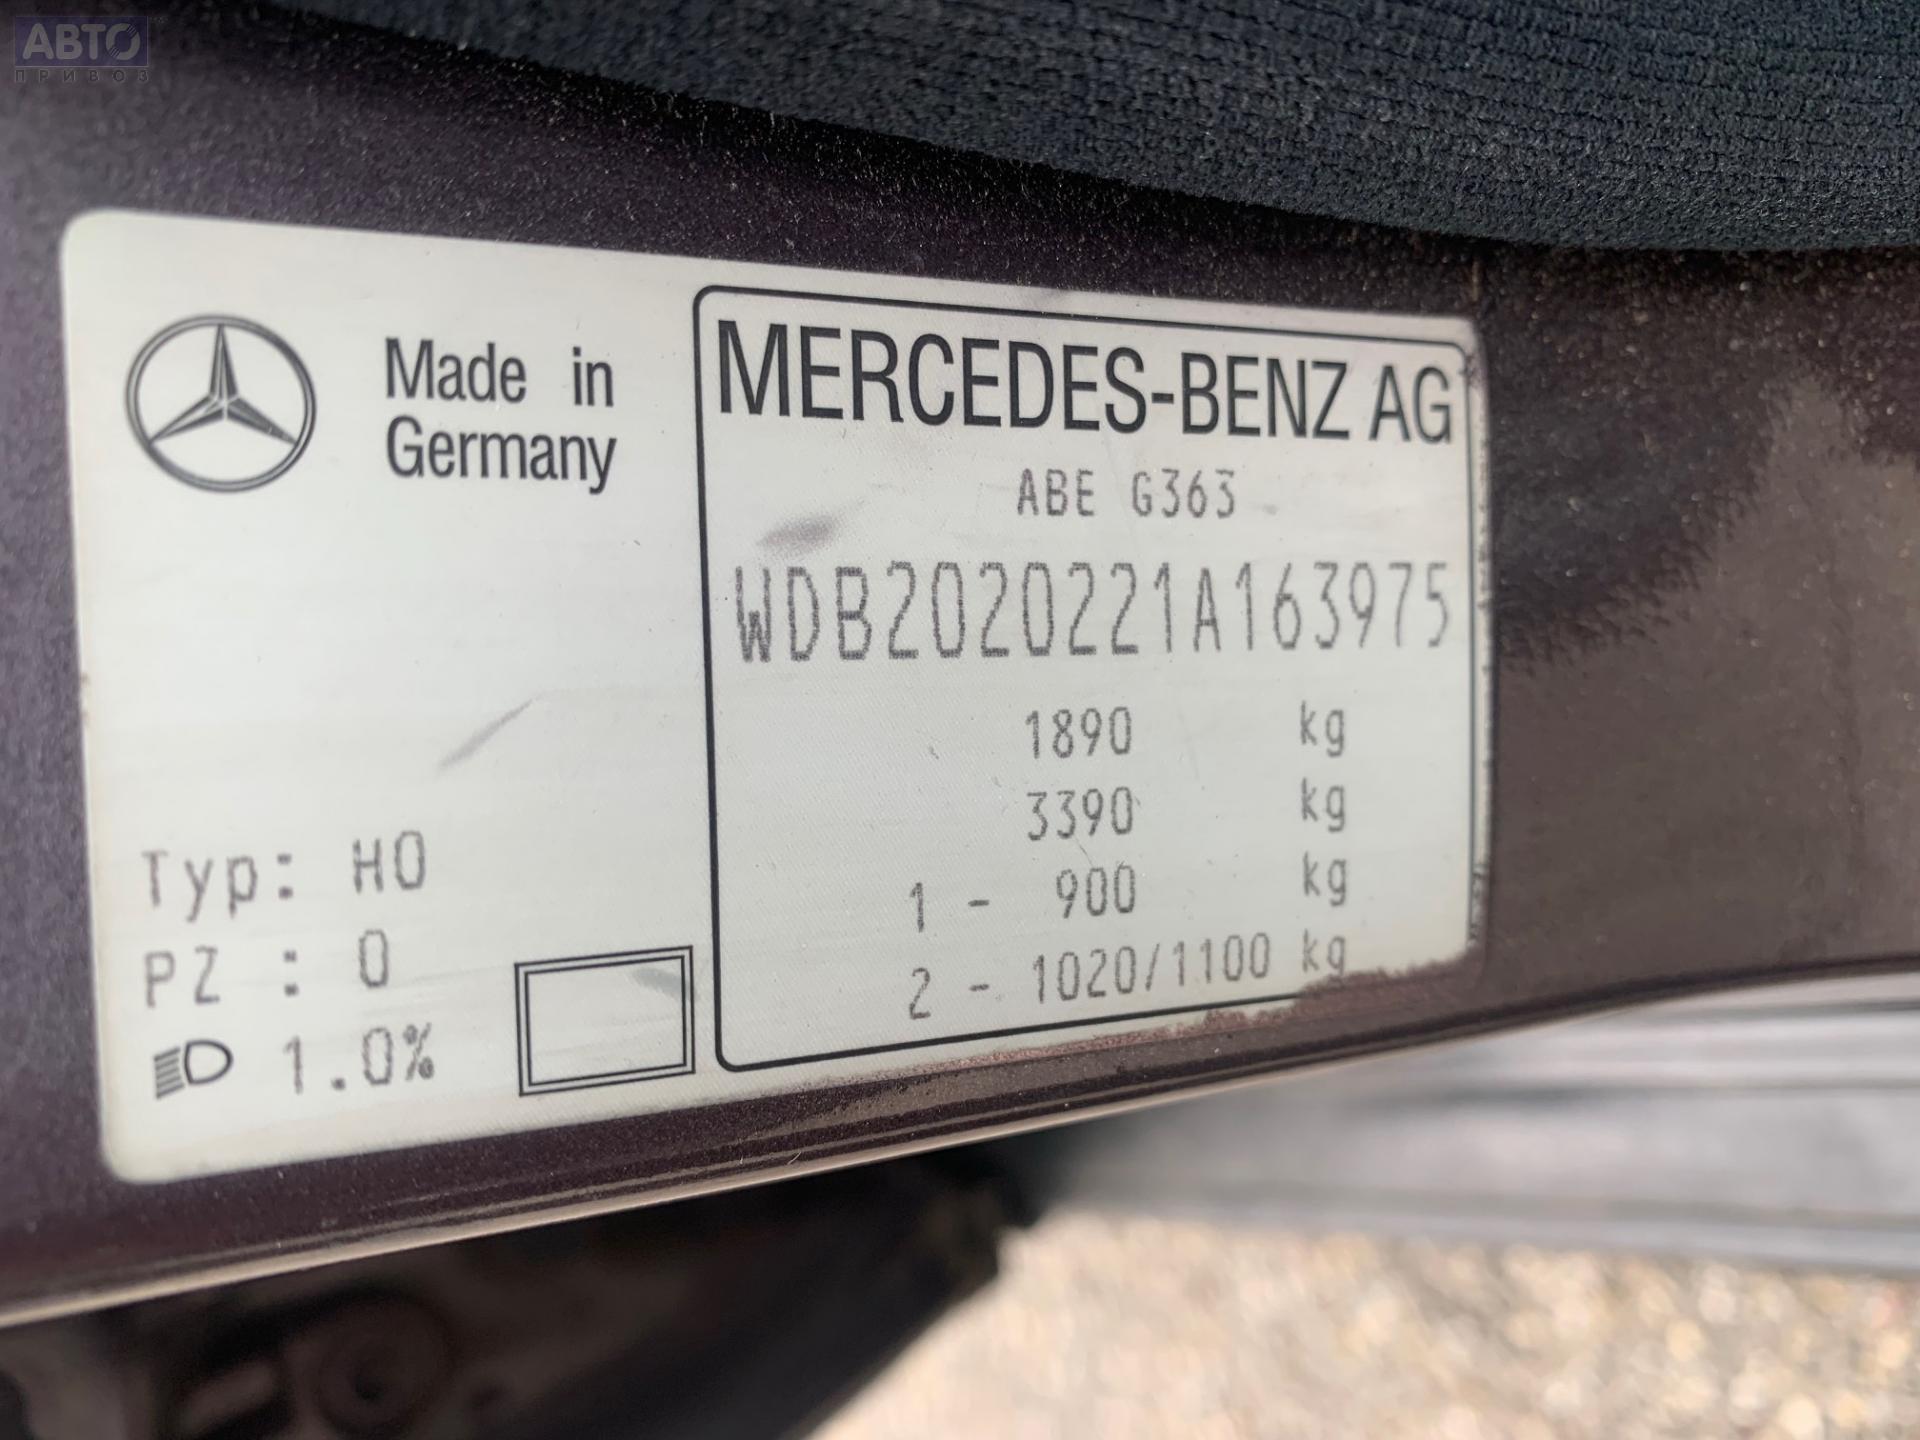 АВТО
ПРИВОЗ
Made in
Germany
Typ: HO
PZ : 0
1.0%
MERCEDES-BENZ AG
ABE G363
WDB2020221A163975
1890 kg
3390 kg
1 - 900 kg
2 - 1020/1100 kg